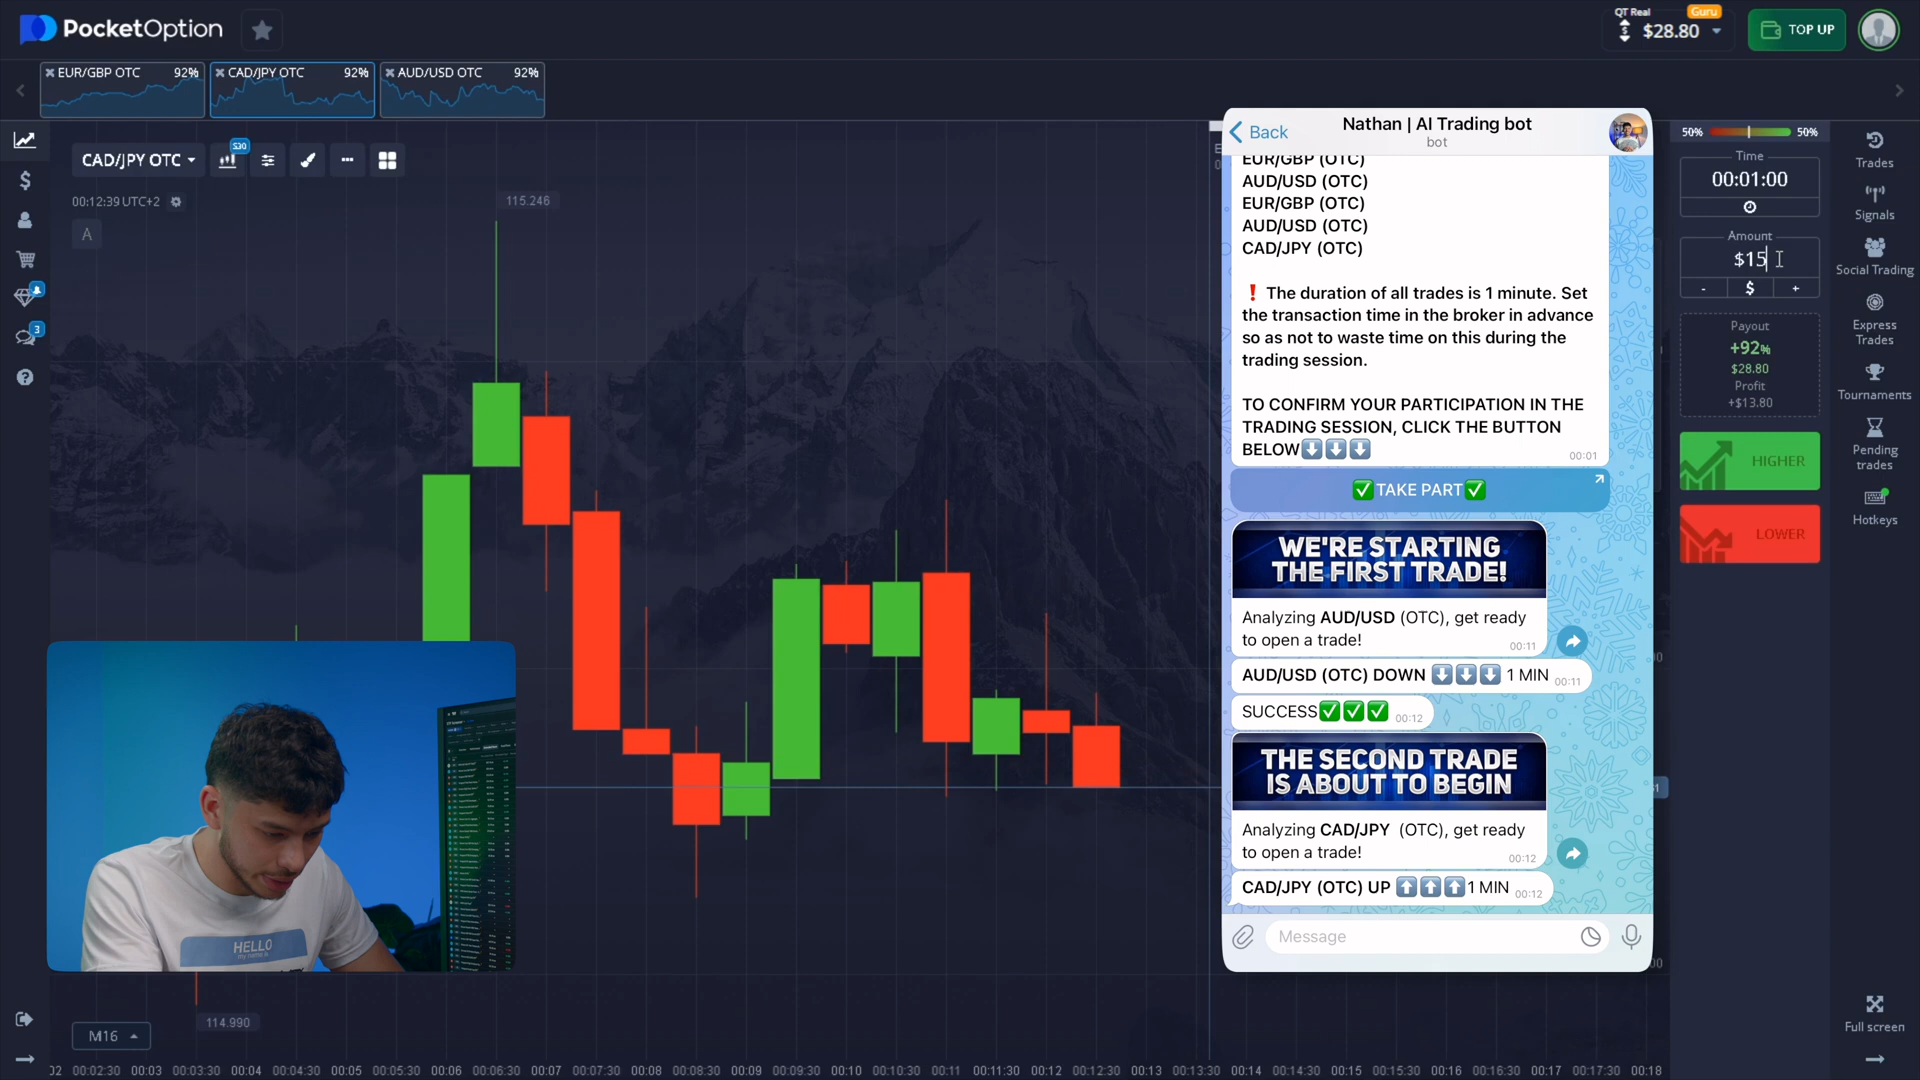 PocketOption
QT Real
Guru
$28.80
TOP UP
EUR/GBP OTC 92%
CAD/JPY OTC 92%
AUD/USD OTC 92%
CAD/JPY OTC
S30
00:12:39 UTC+2
A
115.246
114.990
M16
Back
Nathan | AI Trading bot
bot
EUR/GBP (OTC)
AUD/USD (OTC)
EUR/GBP (OTC)
AUD/USD (OTC)
CAD/JPY (OTC)
❗ The duration of all trades is 1 minute. Set
the transaction time in the broker in advance
so as not to waste time on this during the
trading session.
TO CONFIRM YOUR PARTICIPATION IN THE
TRADING SESSION, CLICK THE BUTTON
BELOW⬇️⬇️⬇️
00:01
✅TAKE PART✅
WE'RE STARTING
THE FIRST TRADE!
Analyzing AUD/USD (OTC), get ready
to open a trade!
00:11
AUD/USD (OTC) DOWN ⬇️⬇️⬇️ 1 MIN 00:11
SUCCESS✅✅✅ 00:12
THE SECOND TRADE
IS ABOUT TO BEGIN
Analyzing CAD/JPY (OTC), get ready
to open a trade!
00:12
CAD/JPY (OTC) UP ⬆️⬆️⬆️1 MIN 00:12
Message
50% 50%
Time
00:01:00
Amount
$15
- $ +
Payout
+92%
$28.80
Profit
+$13.80
HIGHER
LOWER
Trades
Signals
Social Trading
Express
Trades
Tournaments
Pending
trades
Hotkeys
Full screen
3
HELLO
my name is
02 00:02:30 00:03 00:03:30 00:04 00:04:30 00:05 00:05:30 00:06 00:06:30 00:07 00:07:30 00:08 00:08:30 00:09 00:09:30 00:10 00:10:30 00:11 00:11:30 00:12 00:12:30 00:13 00:13:30 00:14 00:14:30 00:15 00:15:30 00:16 00:16:30 00:17 00:17:30 00:18